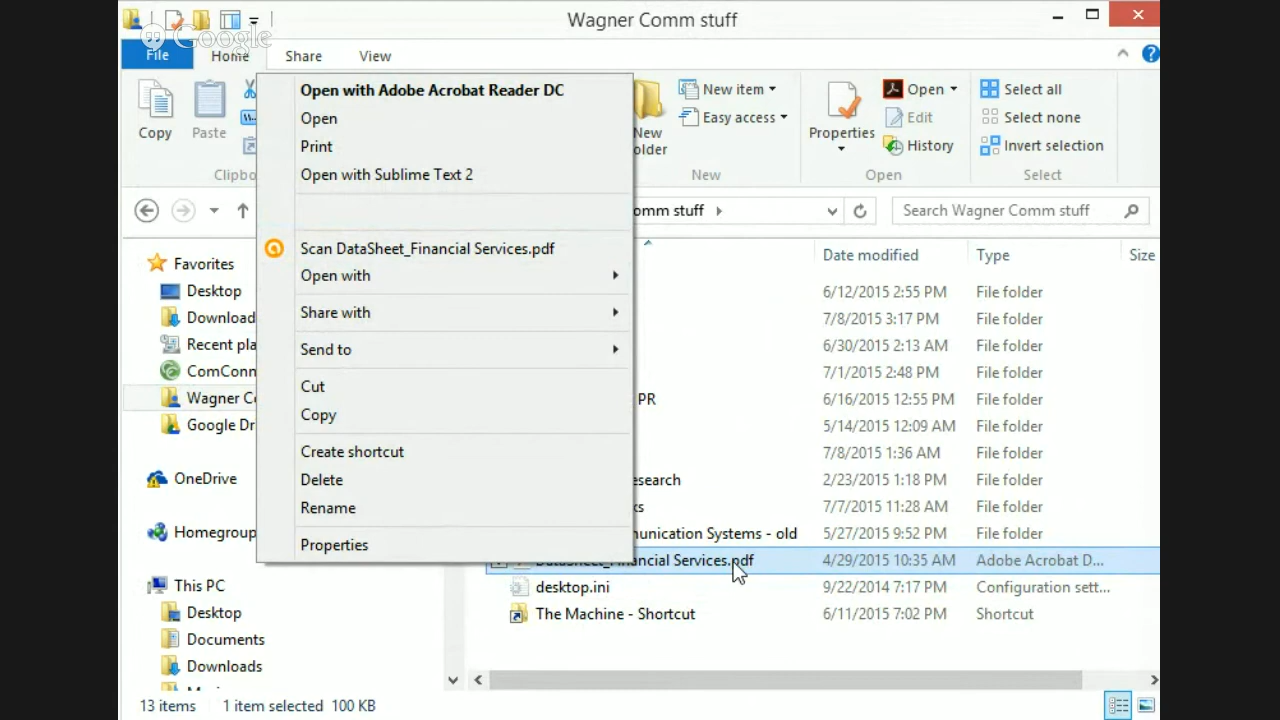 Wagner Comm stuff
Google
File
Home
Share
View
Copy
Paste
Clipbo
New
older
New item
Easy access
New
Properties
Open
Edit
History
Open
Select all
Select none
Invert selection
Select
omm stuff
Search Wagner Comm stuff
Open with Adobe Acrobat Reader DC
Open
Print
Open with Sublime Text 2
Scan DataSheet_Financial Services.pdf
Open with
Share with
Send to
Cut
Copy
Create shortcut
Delete
Rename
Properties
Favorites
Desktop
Download
Recent pla
ComConn
Wagner Co
Google Dr
OneDrive
Homegroup
This PC
Desktop
Documents
Downloads
Date modified Type Size
6/12/2015 2:55 PM File folder
7/8/2015 3:17 PM File folder
6/30/2015 2:13 AM File folder
7/1/2015 2:48 PM File folder
PR 6/16/2015 12:55 PM File folder
5/14/2015 12:09 AM File folder
7/8/2015 1:36 AM File folder
esearch 2/23/2015 1:18 PM File folder
ks 7/7/2015 11:28 AM File folder
munication Systems - old 5/27/2015 9:52 PM File folder
DataSheet_Financial Services.pdf 4/29/2015 10:35 AM Adobe Acrobat D...
desktop.ini 9/22/2014 7:17 PM Configuration sett...
The Machine - Shortcut 6/11/2015 7:02 PM Shortcut
13 items 1 item selected 100 KB